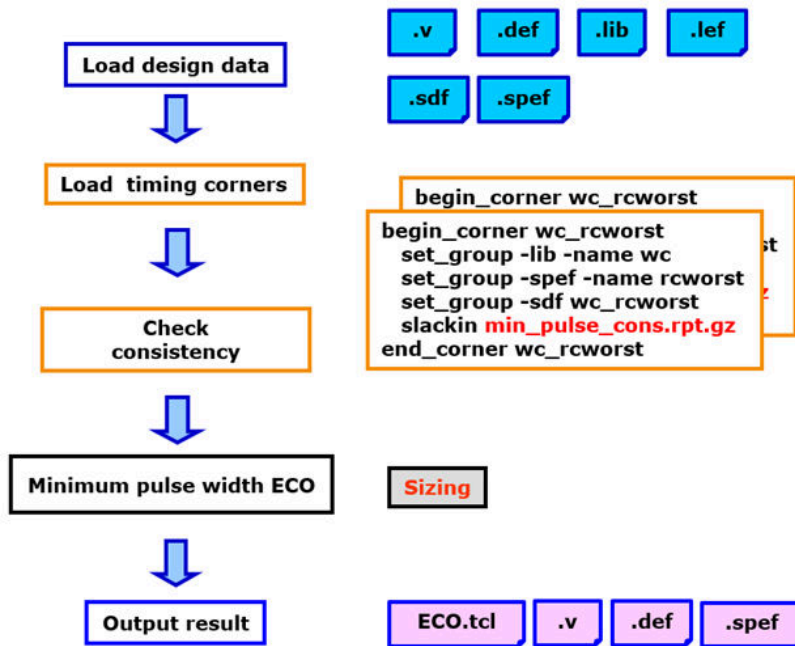 Load design data
.v
.def
.lib
.lef
.sdf
.spef
Load timing corners
begin_corner wc_rcworst
begin_corner wc_rcworst
set_group -lib -name wc
set_group -spef -name rcworst
set_group -sdf wc_rcworst
slackin min_pulse_cons.rpt.gz
end_corner wc_rcworst
Check
consistency
Minimum pulse width ECO
Sizing
Output result
ECO.tcl
.v
.def
.spef